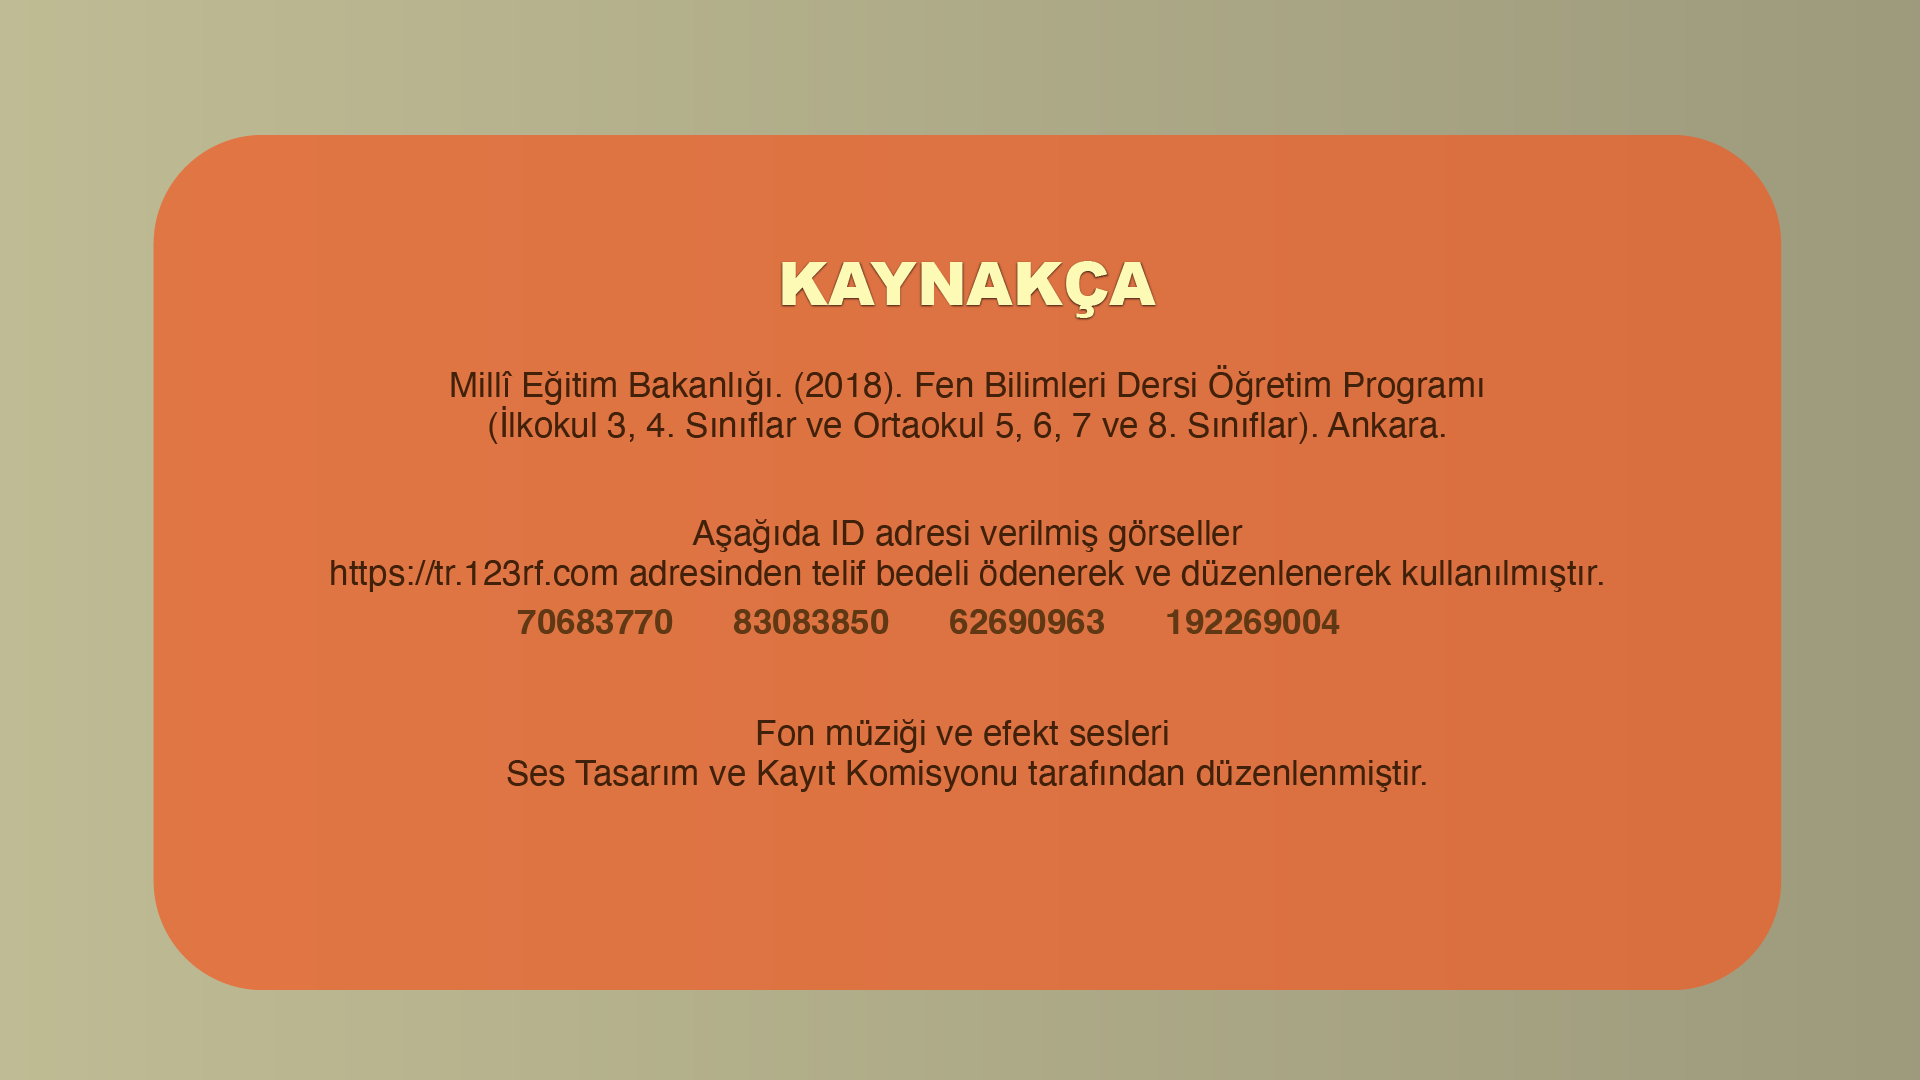 KAYNAKÇA
Millî Eğitim Bakanlığı. (2018). Fen Bilimleri Dersi Öğretim Programı
(İlkokul 3, 4. Sınıflar ve Ortaokul 5, 6, 7 ve 8. Sınıflar). Ankara.
Aşağıda ID adresi verilmiş görseller
https://tr.123rf.com adresinden telif bedeli ödenerek ve düzenlenerek kullanılmıştır.
70683770 83083850 62690963 192269004
Fon müziği ve efekt sesleri
Ses Tasarım ve Kayıt Komisyonu tarafından düzenlenmiştir.